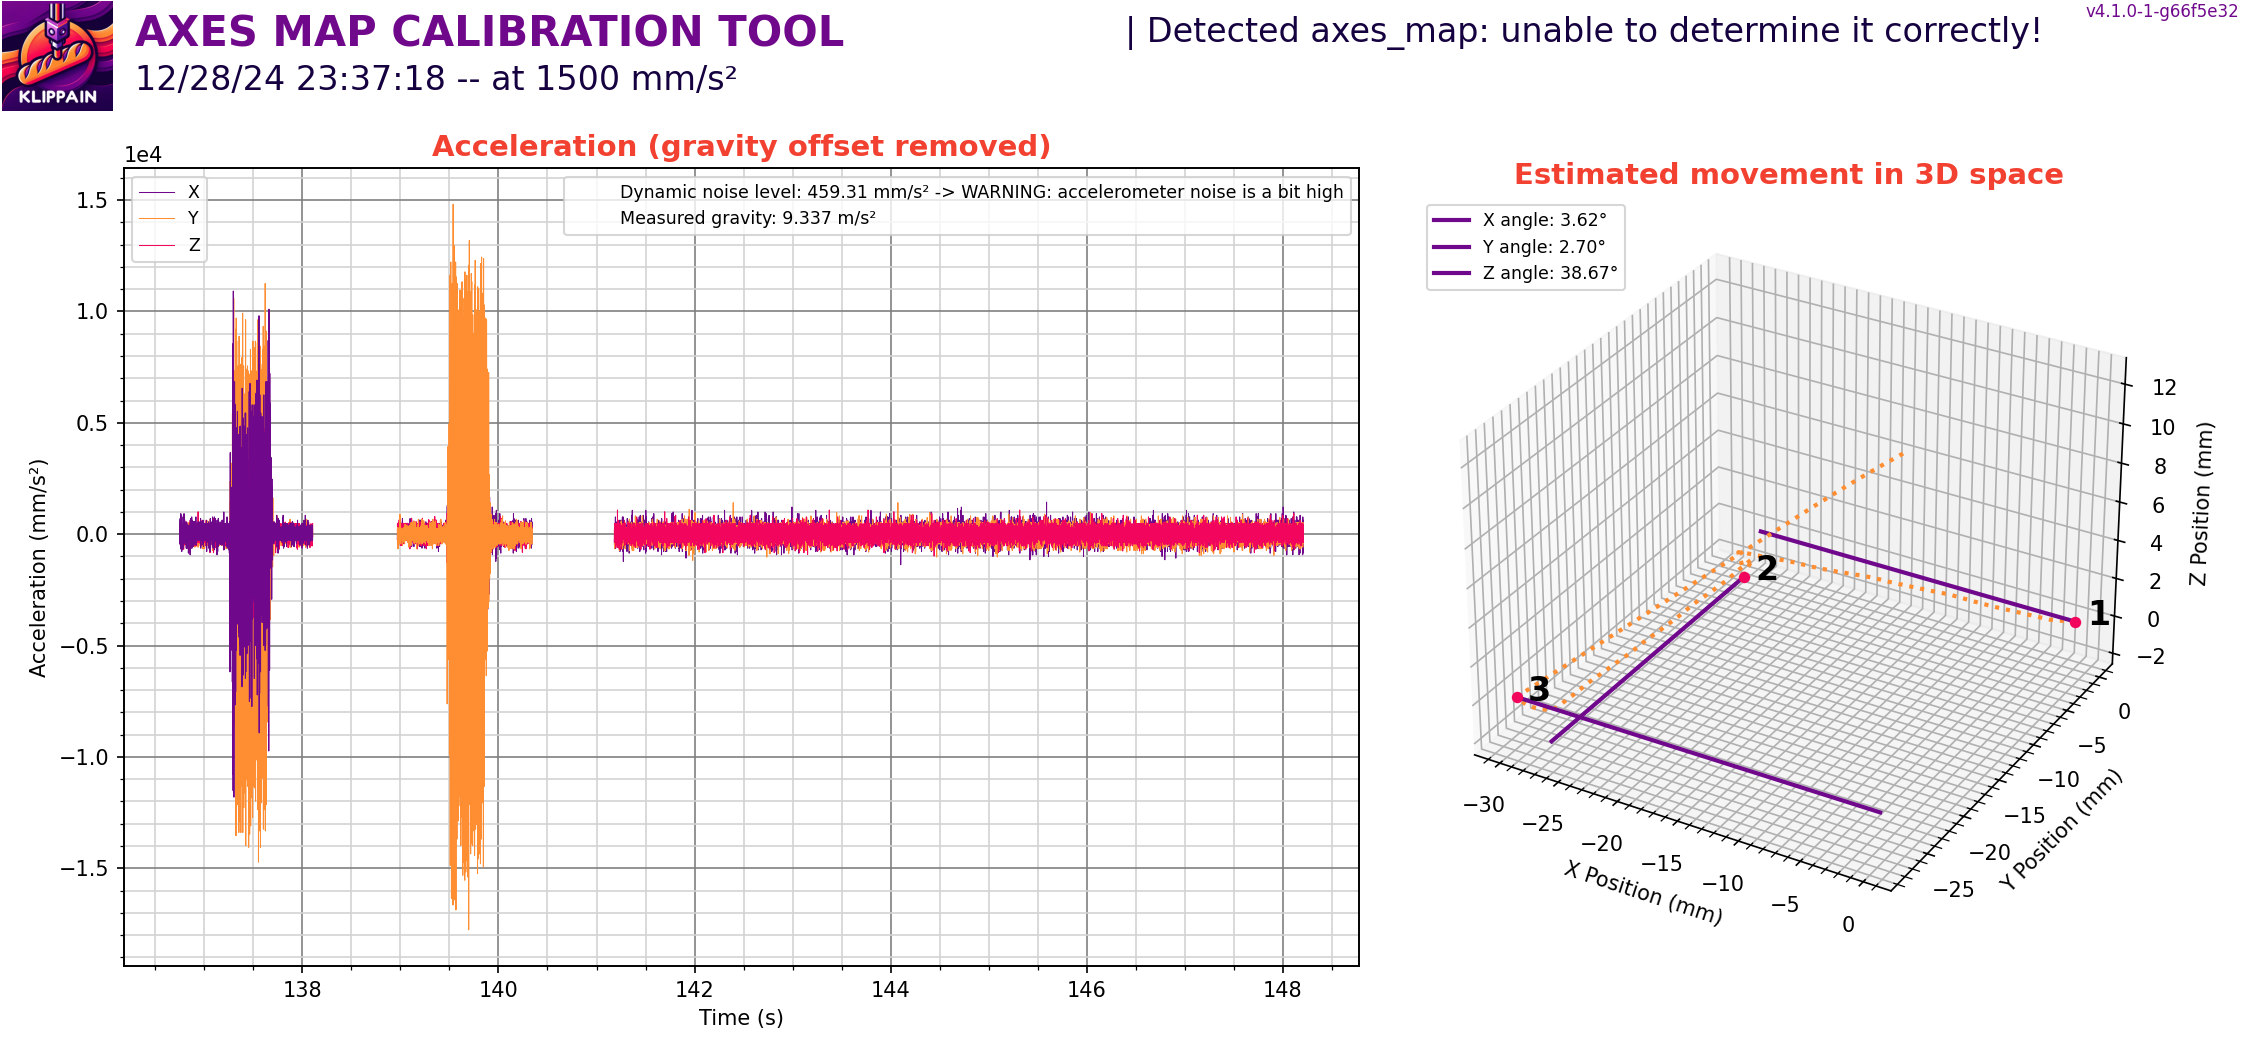 KLIPPAIN
AXES MAP CALIBRATION TOOL
12/28/24 23:37:18 -- at 1500 mm/s²
| Detected axes_map: unable to determine it correctly!
v4.1.0-1-g66f5e32
Acceleration (gravity offset removed)
1e4
X
Y
Z
Dynamic noise level: 459.31 mm/s² -> WARNING: accelerometer noise is a bit high
Measured gravity: 9.337 m/s²
1.5
1.0
0.5
0.0
−0.5
−1.0
−1.5
Acceleration (mm/s²)
138
140
142
144
146
148
Time (s)
Estimated movement in 3D space
X angle: 3.62°
Y angle: 2.70°
Z angle: 38.67°
1
2
3
12
10
8
6
4
2
0
−2
Z Position (mm)
0
−5
−10
−15
−20
−25
Y Position (mm)
−30
−25
−20
−15
−10
−5
0
X Position (mm)